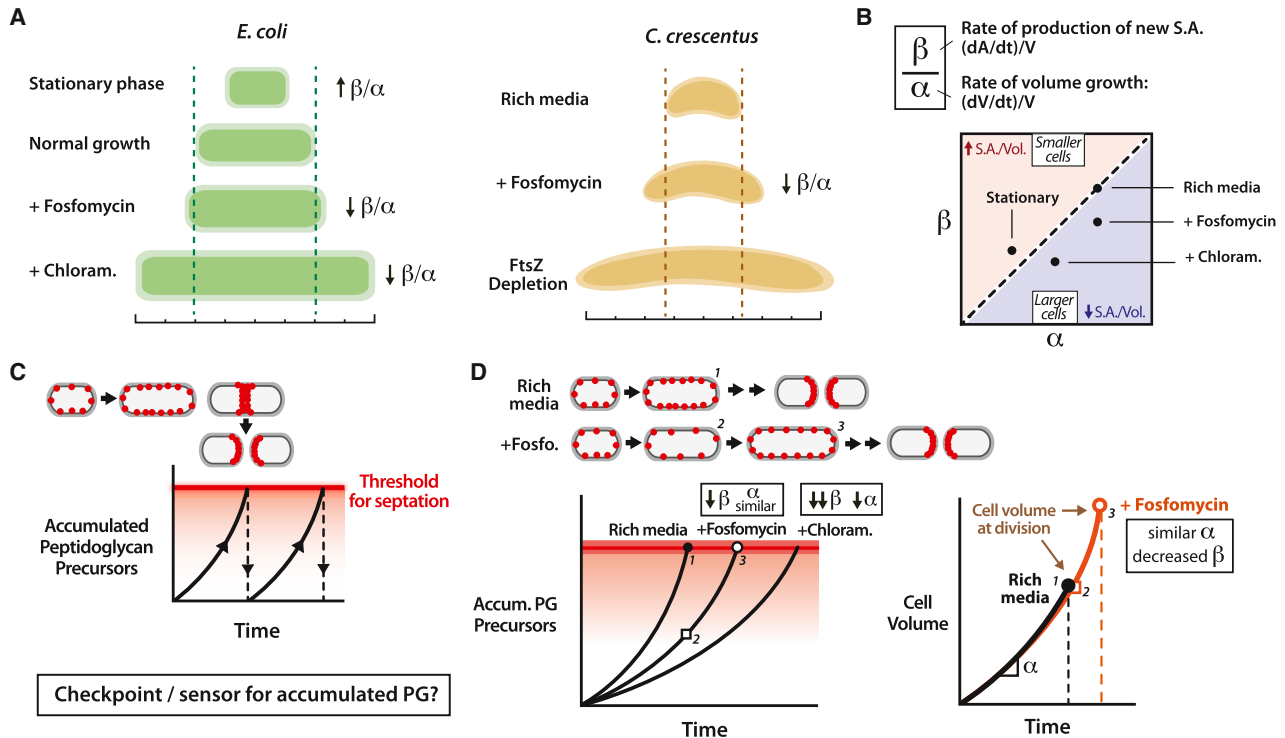 A
E. coli
Stationary phase
↑ β/α
Normal growth
+ Fosfomycin
↓ β/α
+ Chloram.
↓ β/α
C. crescentus
Rich media
+ Fosfomycin
↓ β/α
FtsZ
Depletion
B
β
α
Rate of production of new S.A.
(dA/dt)/V
Rate of volume growth:
(dV/dt)/V
↑ S.A./Vol.
Smaller
cells
Stationary
Rich media
+ Fosfomycin
+ Chloram.
β
Larger
cells
↓ S.A./Vol.
α
C
Threshold
for septation
Accumulated
Peptidoglycan
Precursors
Time
Checkpoint / sensor for accumulated PG?
D
Rich
media
1
+Fosfo.
2
3
↓ β α
similar
↓↓ β ↓ α
Rich media
+Fosfomycin
+Chloram.
1
3
2
Accum. PG
Precursors
Time
Cell volume
at division
+ Fosfomycin
3
similar α
decreased β
Rich
media
1
2
Cell
Volume
α
Time